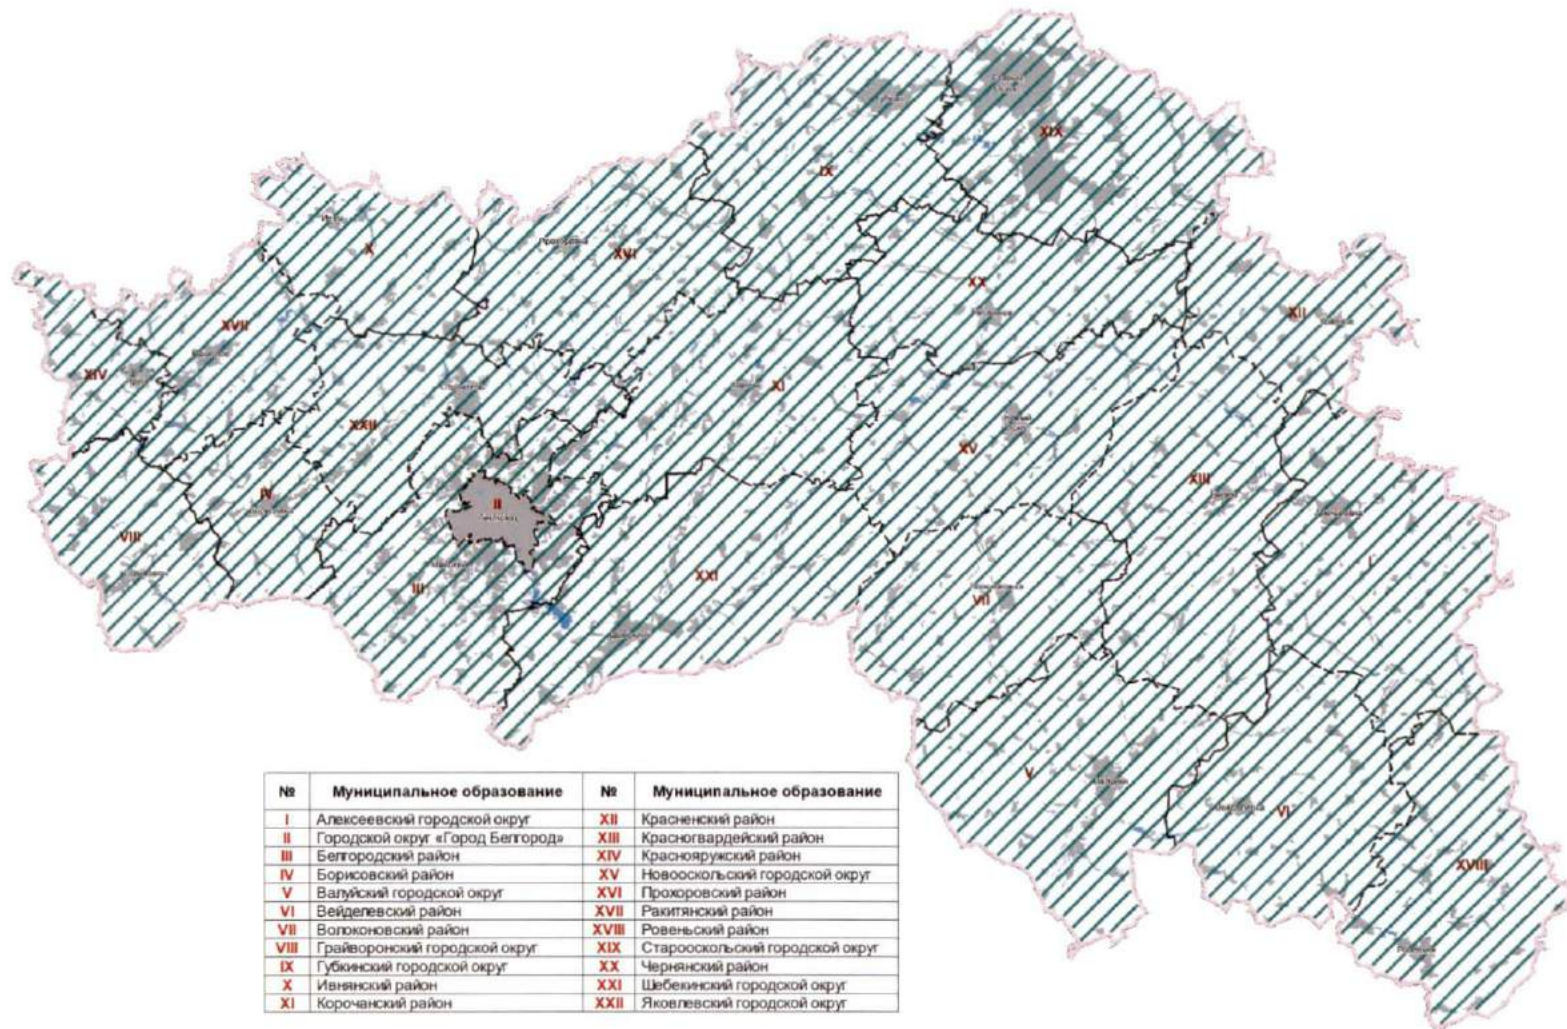 XIX
IX
X
XVI
XX
XVII
XII
XIV
XI
XXII
XV
XIII
IV
II
VIII
I
XXI
III
VII
V
VI
XVIII
№ Муниципальное образование № Муниципальное образование
I Алексеевский городской округ XII Красненский район
II Городской округ «Город Белгород» XIII Красногвардейский район
III Белгородский район XIV Краснояружский район
IV Борисовский район XV Новооскольский городской округ
V Валуйский городской округ XVI Прохоровский район
VI Вейделевский район XVII Ракитянский район
VII Волоконовский район XVIII Ровеньский район
VIII Грайворонский городской округ XIX Старооскольский городской округ
IX Губкинский городской округ XX Чернянский район
X Ивнянский район XXI Шебекинский городской округ
XI Корочанский район XXII Яковлевский городской округ